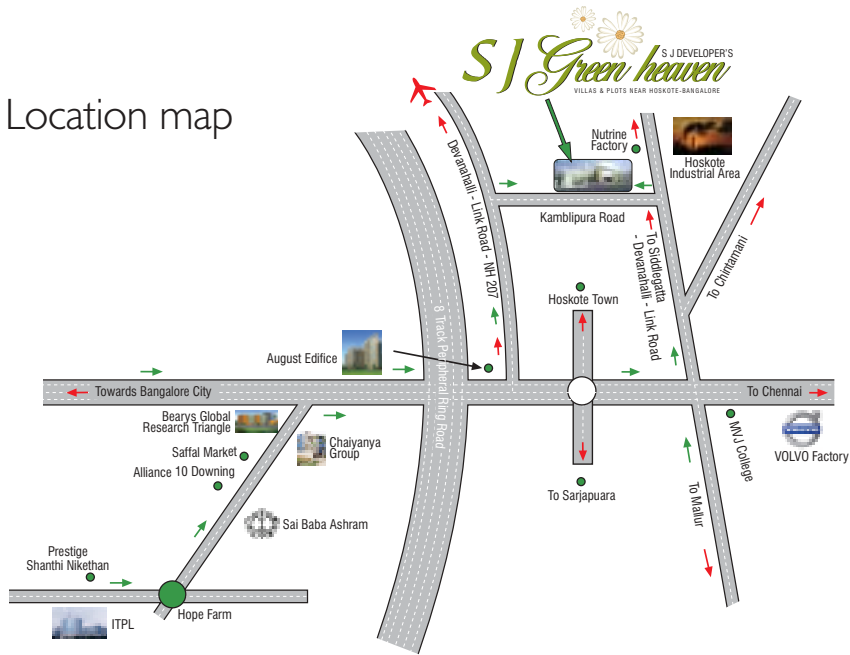 Location map
S J Green heaven
S J DEVELOPER'S
VILLAS & PLOTS NEAR HOSKOTE-BANGALORE
Nutrine
Factory
Hoskote
Industrial Area
Devanahalli - Link Road - NH 207
Kamblipura Road
To Siddlegatta
- Devanahalli - Link Road
To Chintamani
Hoskote Town
8 Track Peripheral Ring Road
August Edifice
Towards Bangalore City
To Chennai
Bearys Global
Research Triangle
Chaiyanya
Group
Saffal Market
Alliance 10 Downing
MVJ College
VOLVO Factory
To Sarjapuara
To Mallur
Sai Baba Ashram
Prestige
Shanthi Nikethan
Hope Farm
ITPL